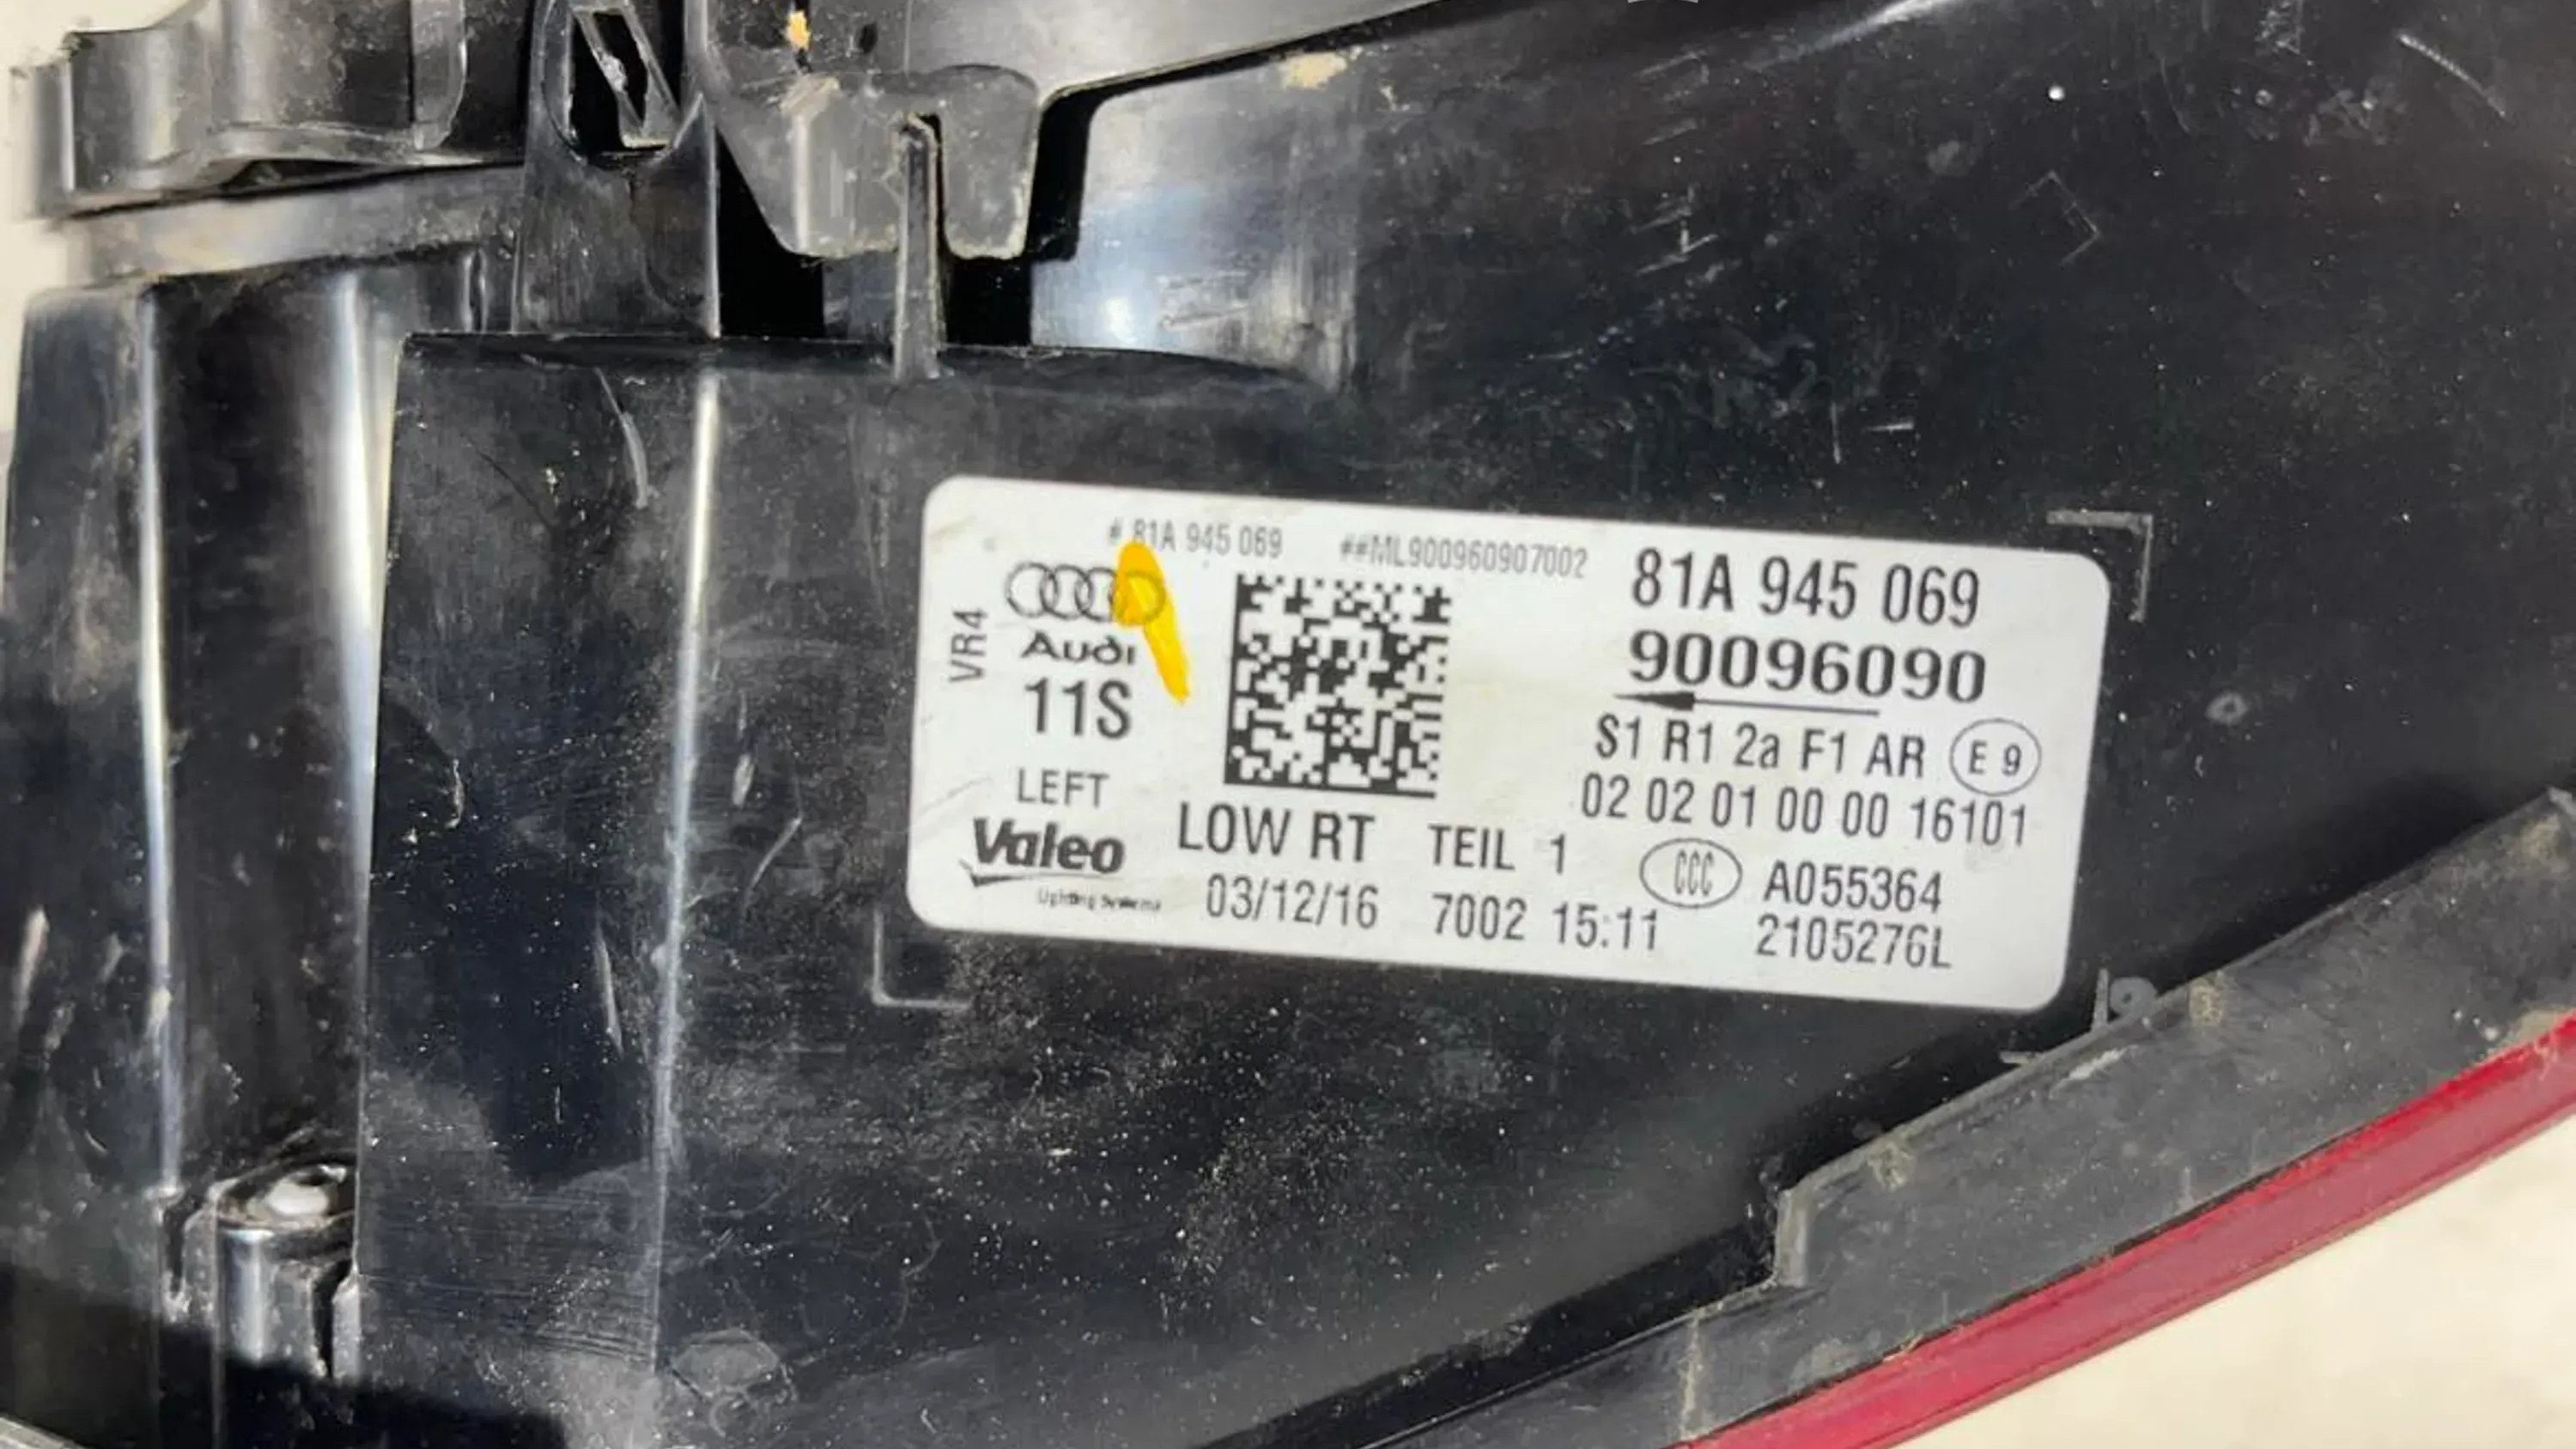 # 81A 945 069 ##ML900960907002
81A 945 069
90096090
VR4
Audi
11S
LEFT
Valeo
Lighting Systems
LOW RT TEIL 1
03/12/16 7002 15:11
S1 R1 2a F1 AR E 9
02 02 01 00 00 16101
CCC A055364
2105276L